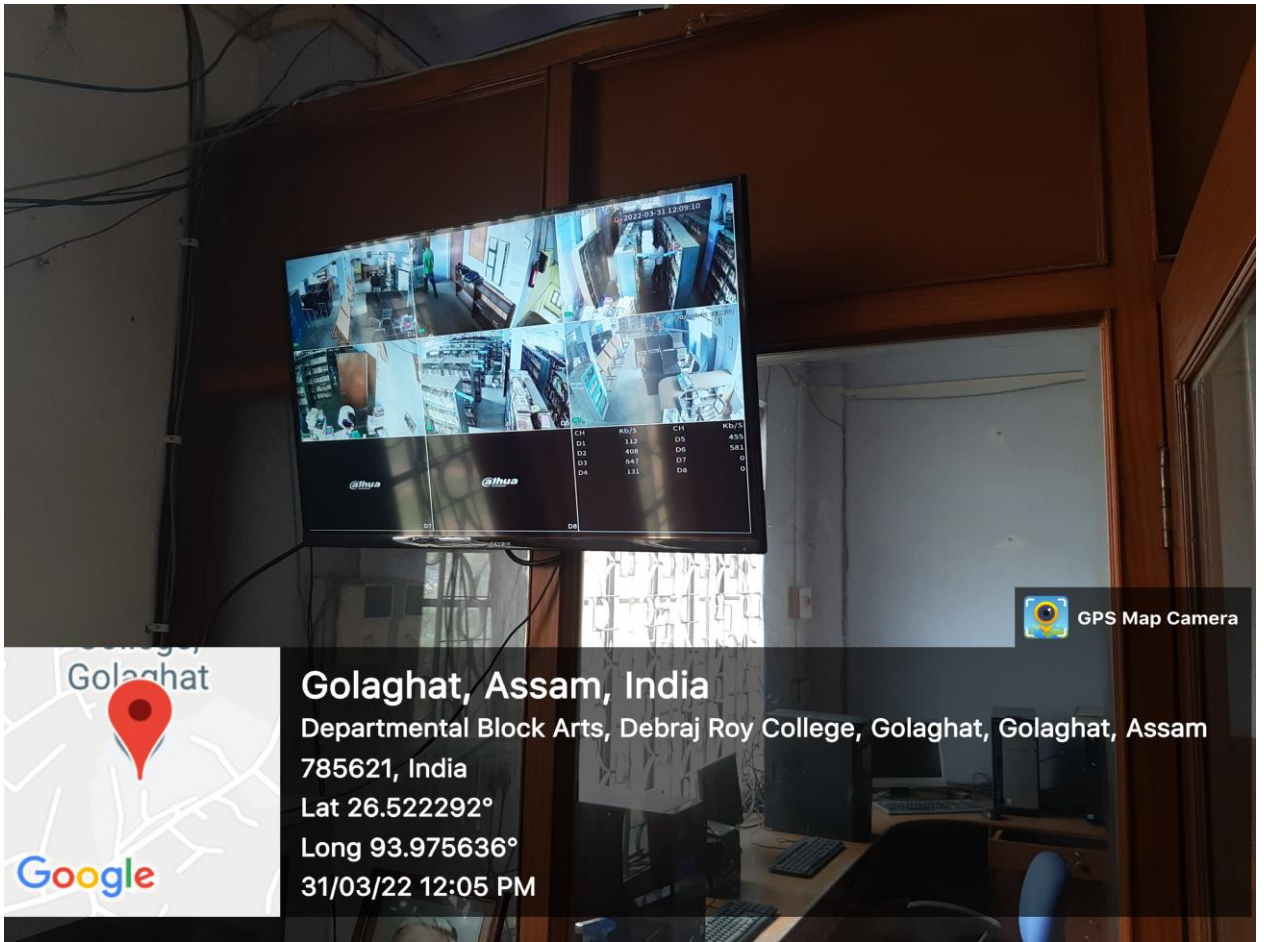 2022-03-31 12:09:10
D1
D5
CH Kb/S CH Kb/S
D1 112 D5 455
D2 408 D6 581
D3 647 D7 0
D4 131 D8 0
alhua
alhua
D7
D8
GPS Map Camera
Golaghat
Google
Golaghat, Assam, India
Departmental Block Arts, Debraj Roy College, Golaghat, Golaghat, Assam
785621, India
Lat 26.522292°
Long 93.975636°
31/03/22 12:05 PM